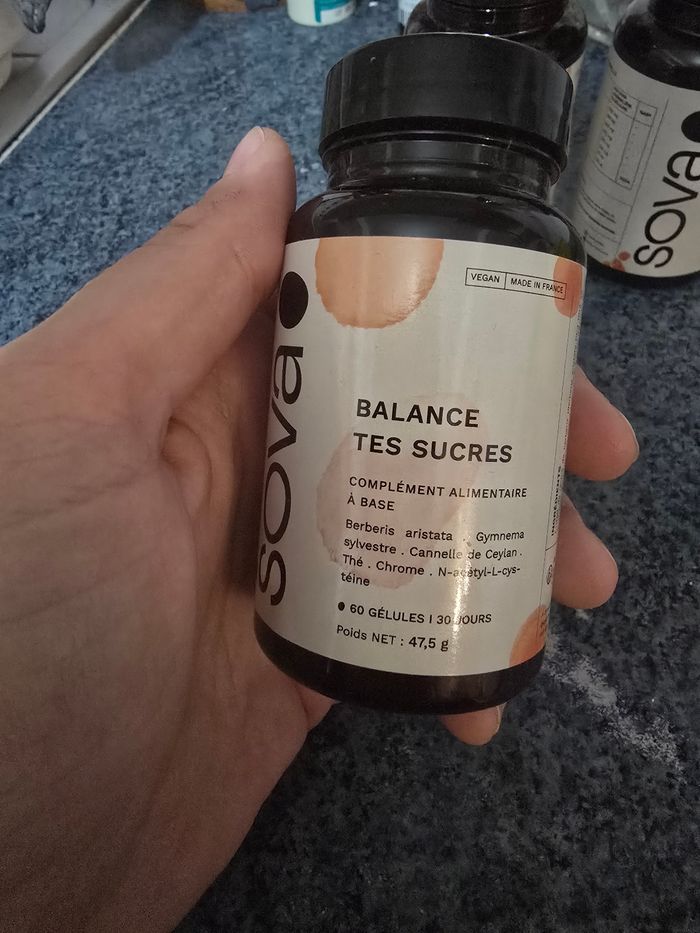 sova
VEGAN MADE IN FRANCE
BALANCE
TES SUCRES
COMPLÉMENT ALIMENTAIRE
À BASE
Berberis aristata . Gymnema
sylvestre . Cannelle de Ceylan .
Thé . Chrome . N-acétyl-L-cys-
téine
60 GÉLULES I 30 JOURS
Poids NET : 47,5 g
INGRÉDIENTS
sova